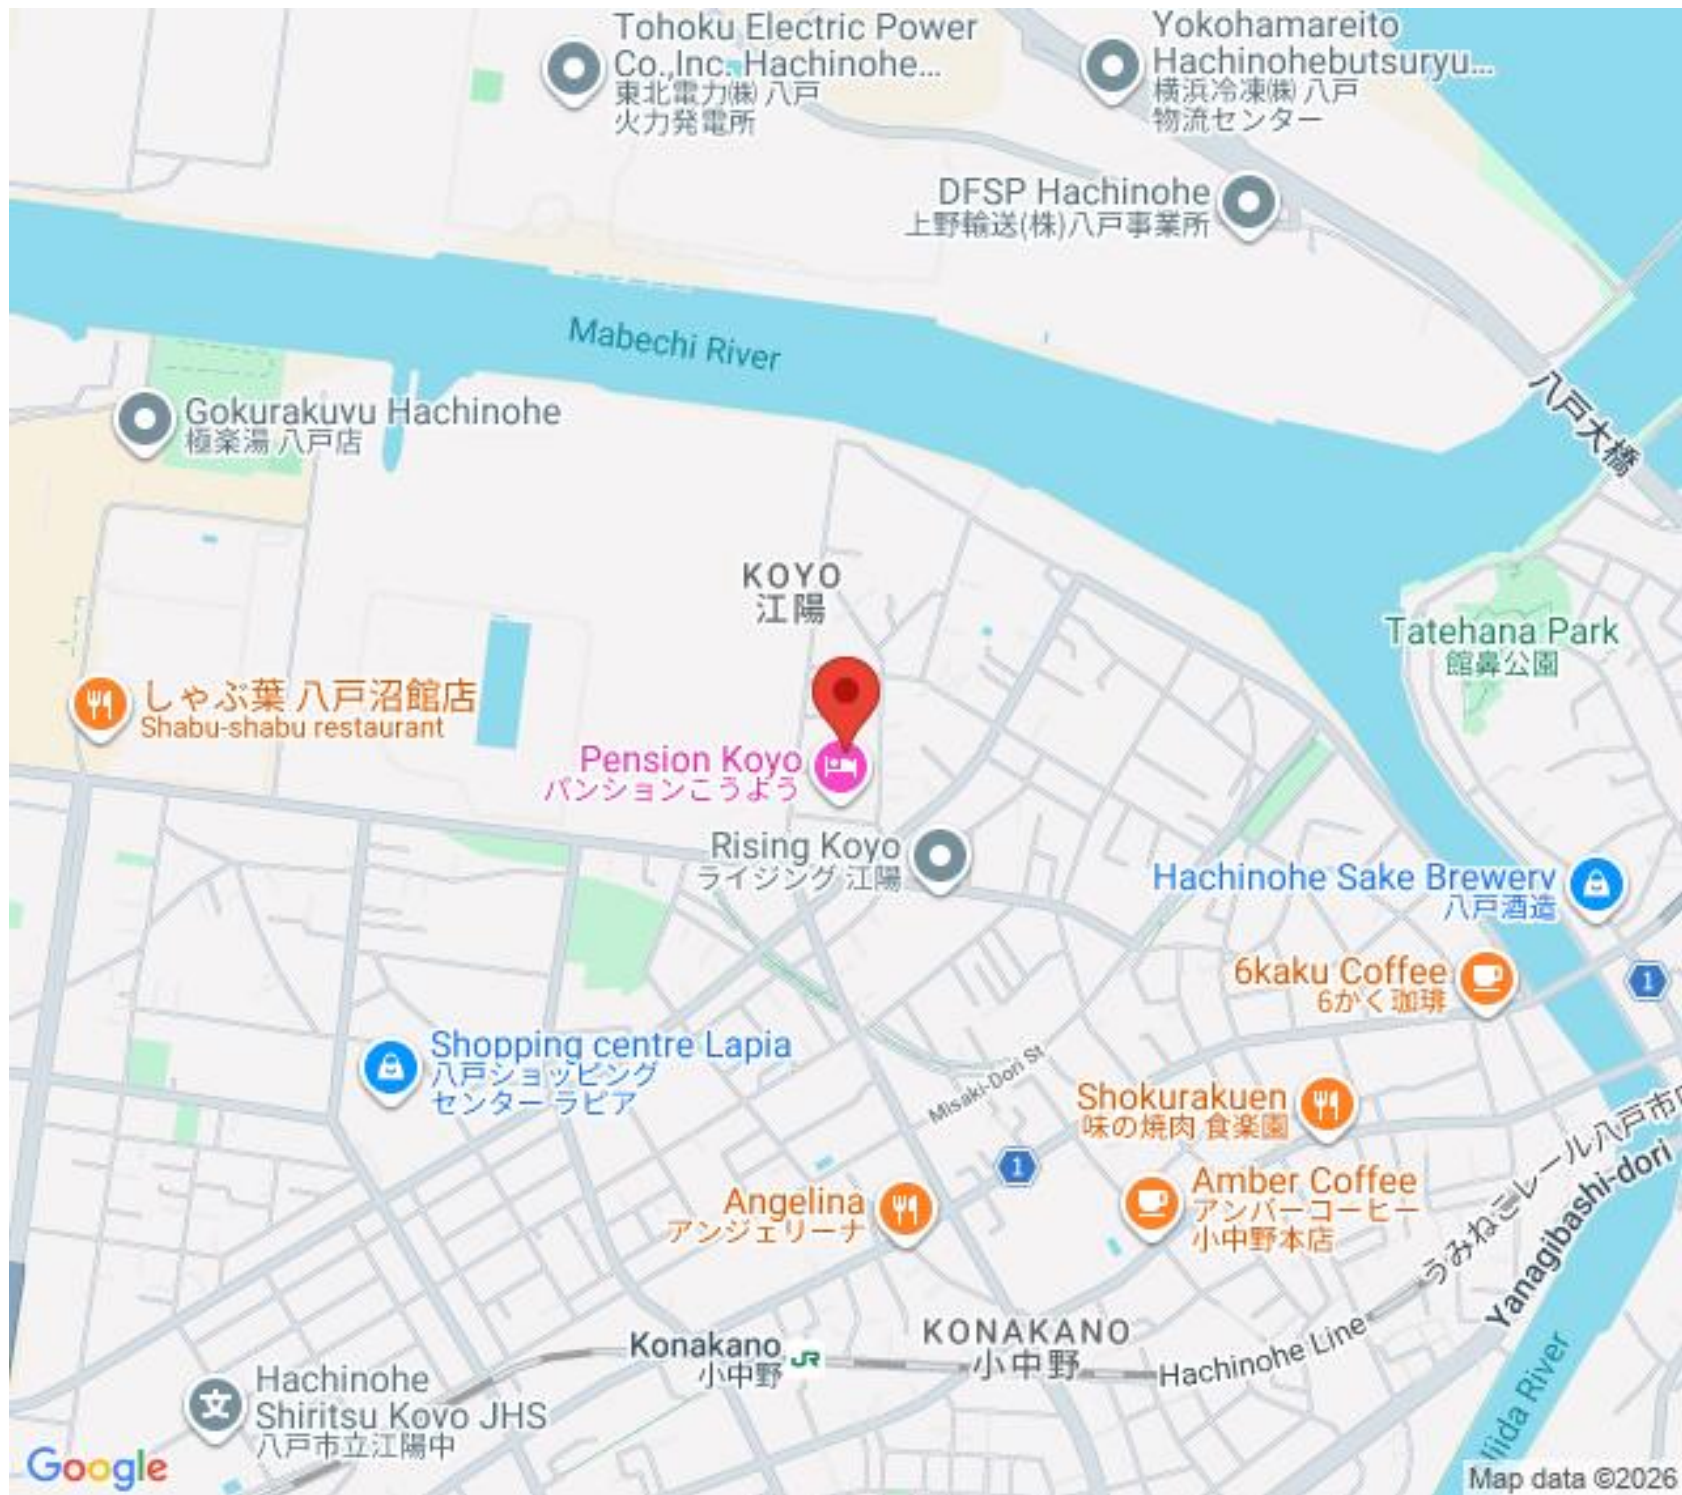 Tohoku Electric Power
Co.,Inc. Hachinohe...
東北電力㈱ 八戸
火力発電所
Yokohamareito
Hachinohebutsuryu...
横浜冷凍㈱ 八戸
物流センター
DFSP Hachinohe
上野輸送(株)八戸事業所
Mabechi River
八戸大橋
Gokurakuyu Hachinohe
極楽湯 八戸店
KOYO
江陽
Tatehana Park
館鼻公園
しゃぶ葉 八戸沼館店
Shabu-shabu restaurant
Pension Koyo
パンションこうよう
Rising Koyo
ライジング 江陽
Hachinohe Sake Brewery
八戸酒造
6kaku Coffee
6かく珈琲
1
Shopping centre Lapia
八戸ショッピング
センター ラピア
Misaki-Dori St
Shokurakuen
味の焼肉 食楽園
1
Angelina
アンジェリーナ
Amber Coffee
アンバーコーヒー
小中野本店
うみねこレール八戸市
Yanagibashi-dori
Konakano
小中野
JR
KONAKANO
小中野
Hachinohe Line
Hachinohe
Shiritsu Koyo JHS
八戸市立江陽中
Niida River
Google
Map data ©2026